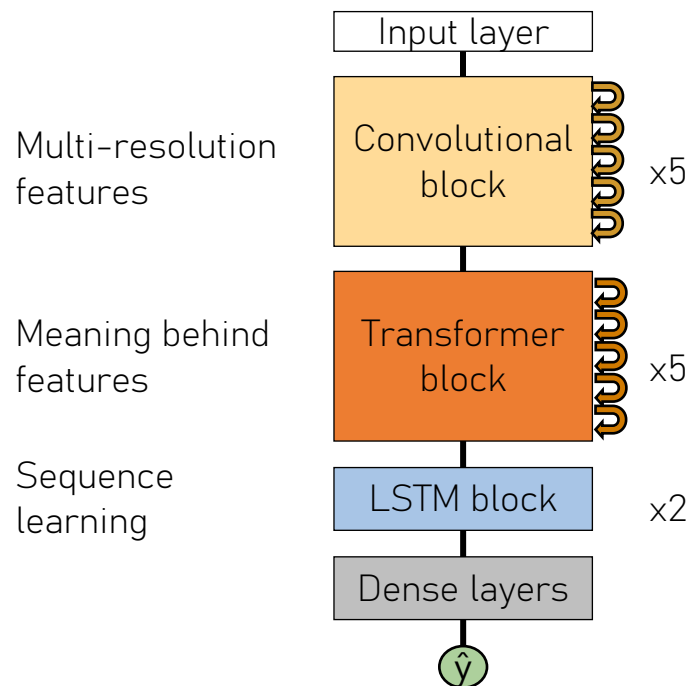 Input layer
Multi-resolution
features
Convolutional
block
x5
Meaning behind
features
Transformer
block
x5
Sequence
learning
LSTM block
x2
Dense layers
ŷ